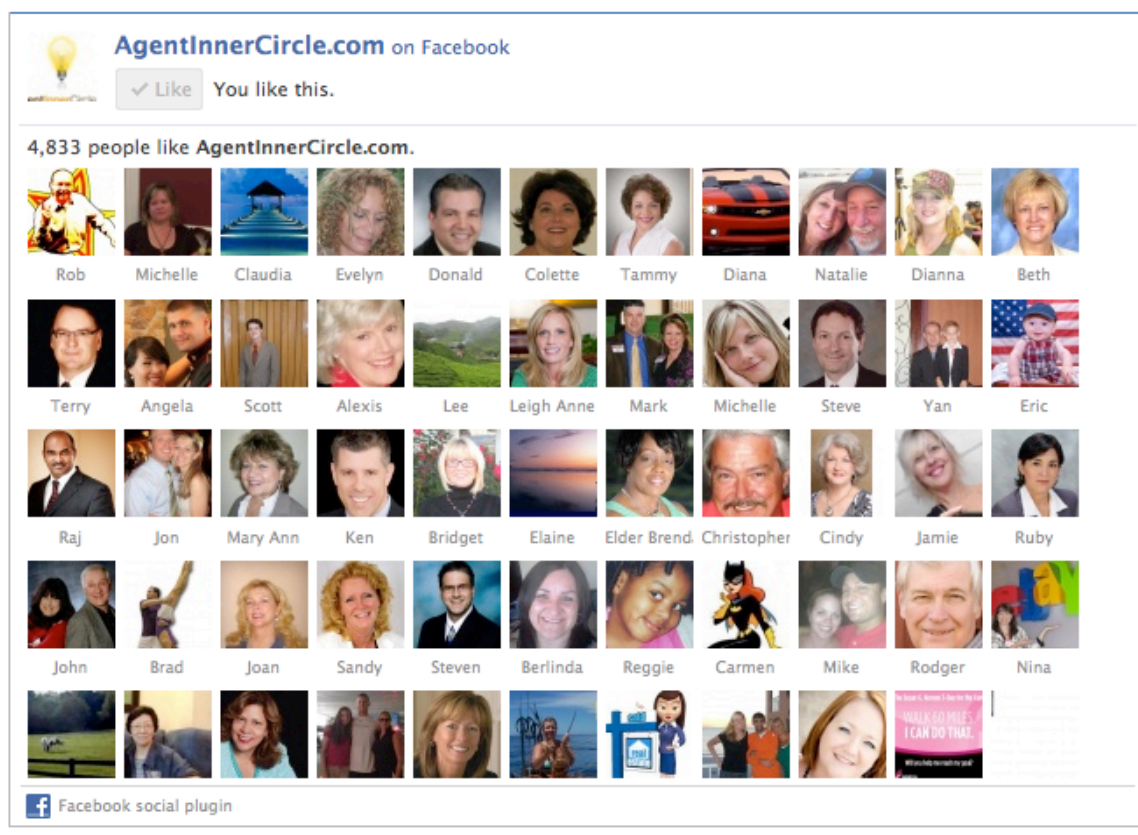 AgentInnerCircle.com on Facebook
Like You like this.
4,833 people like AgentInnerCircle.com.
Rob Michelle Claudia Evelyn Donald Colette Tammy Diana Natalie Dianna Beth
Terry Angela Scott Alexis Lee Leigh Anne Mark Michelle Steve Yan Eric
Raj Jon Mary Ann Ken Bridget Elaine Elder Brend Christopher Cindy Jamie Ruby
John Brad Joan Sandy Steven Berlinda Reggie Carmen Mike Rodger Nina
WALK 60 MILES.
I CAN DO THAT.
Facebook social plugin